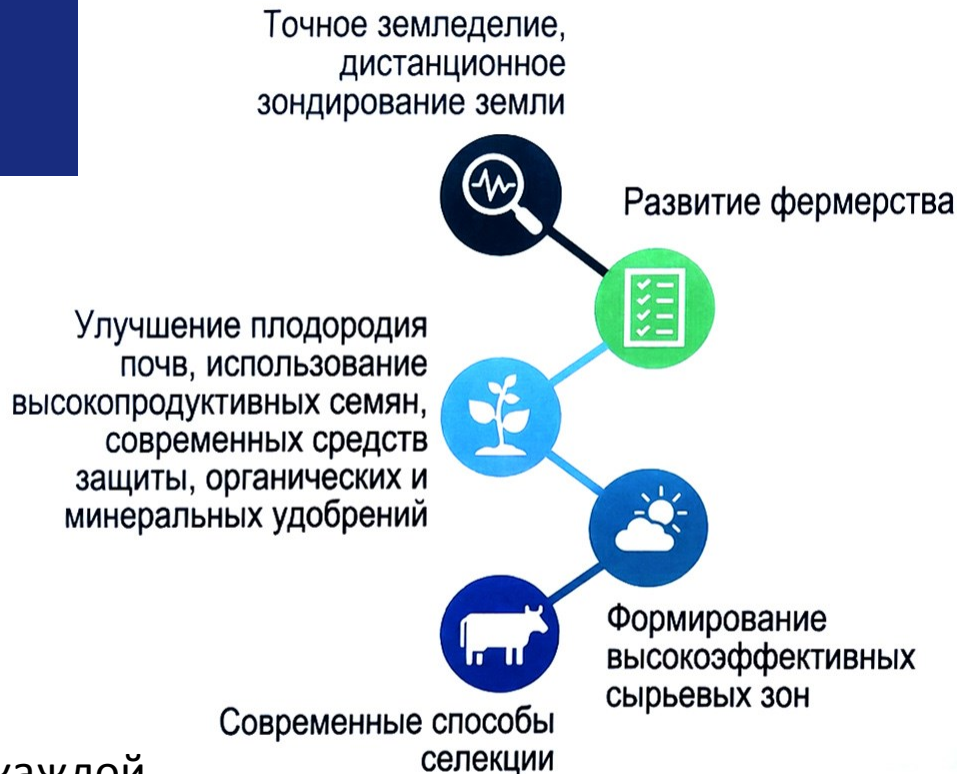 Точное земледелие,
дистанционное
зондирование земли
Развитие фермерства
Улучшение плодородия
почв, использование
высокопродуктивных семян,
современных средств
защиты, органических и
минеральных удобрений
Формирование
высокоэффективных
сырьевых зон
Современные способы
селекции